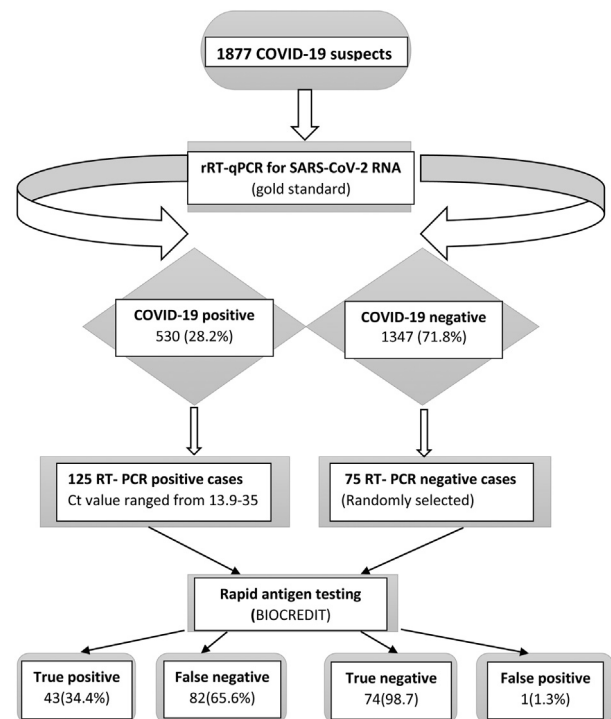 1877 COVID-19 suspects
rRT-qPCR for SARS-CoV-2 RNA
(gold standard)
COVID-19 positive
530 (28.2%)
COVID-19 negative
1347 (71.8%)
125 RT- PCR positive cases
Ct value ranged from 13.9-35
75 RT- PCR negative cases
(Randomly selected)
Rapid antigen testing
(BIOCREDIT)
True positive
43(34.4%)
False negative
82(65.6%)
True negative
74(98.7)
False positive
1(1.3%)